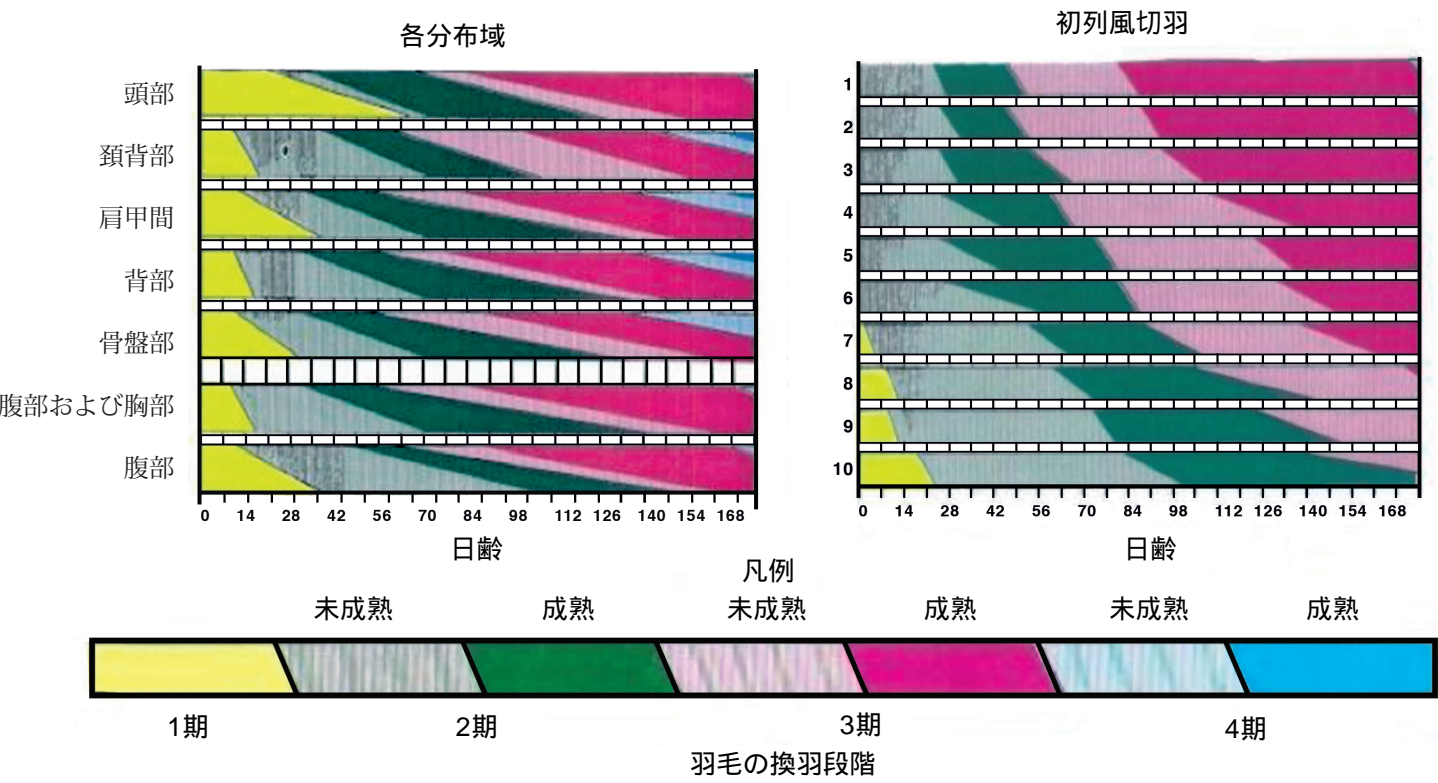 各分布域
頭部
頚背部
肩甲間
背部
骨盤部
腹部および胸部
腹部
0 14 28 42 56 70 84 98 112 126 140 154 168
日齢
初列風切羽
1
2
3
4
5
6
7
8
9
10
0 14 28 42 56 70 84 98 112 126 140 154 168
日齢
凡例
未成熟 成熟 未成熟 成熟 未成熟 成熟
1期 2期 3期 4期
羽毛の換羽段階